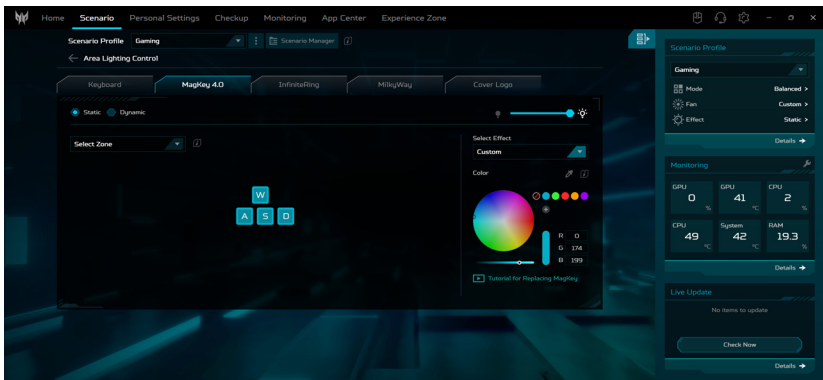 Home Scenario Personal Settings Checkup Monitoring App Center Experience Zone
Scenario Profile Gaming Scenario Manager
Area Lighting Control
Keyboard MagKey 4.0 InfiniteRing MilkyWay Cover Logo
Static Dynamic
Select Zone
W
A S D
Select Effect
Custom
Color
R 0
G 174
B 199
Tutorial for Replacing MagKey
Scenario Profile
Gaming
Mode Balanced >
Fan Custom >
Effect Static >
Details
Monitoring
GPU GPU CPU
0 % 41 °C 2 %
CPU System RAM
49 °C 42 °C 19.3 %
Details
Live Update
No items to update
Check Now
Details